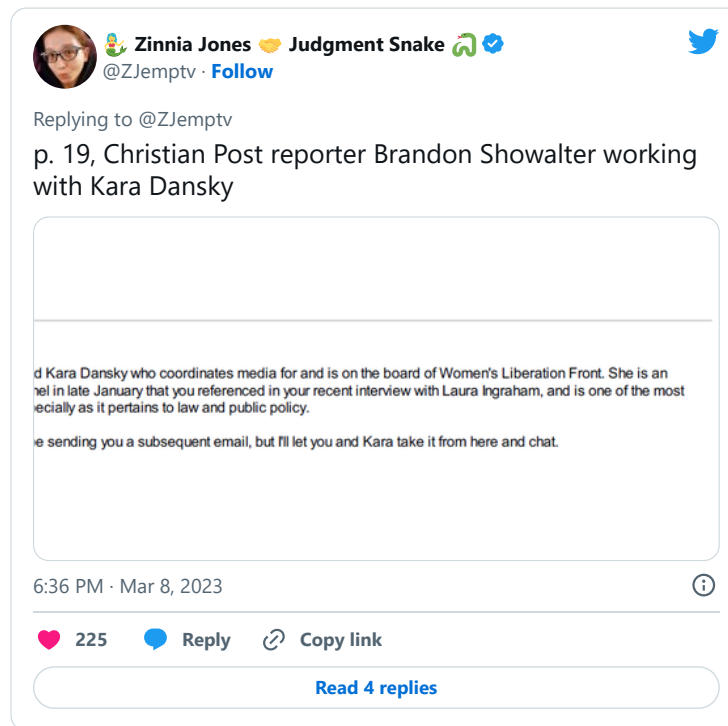 Zinnia Jones 🤝 Judgment Snake
@ZJemptv · Follow
Replying to @ZJemptv
p. 19, Christian Post reporter Brandon Showalter working
with Kara Dansky
d Kara Dansky who coordinates media for and is on the board of Women's Liberation Front. She is an
nel in late January that you referenced in your recent interview with Laura Ingraham, and is one of the most
ecially as it pertains to law and public policy.
e sending you a subsequent email, but I'll let you and Kara take it from here and chat.
6:36 PM · Mar 8, 2023
225 Reply Copy link
Read 4 replies